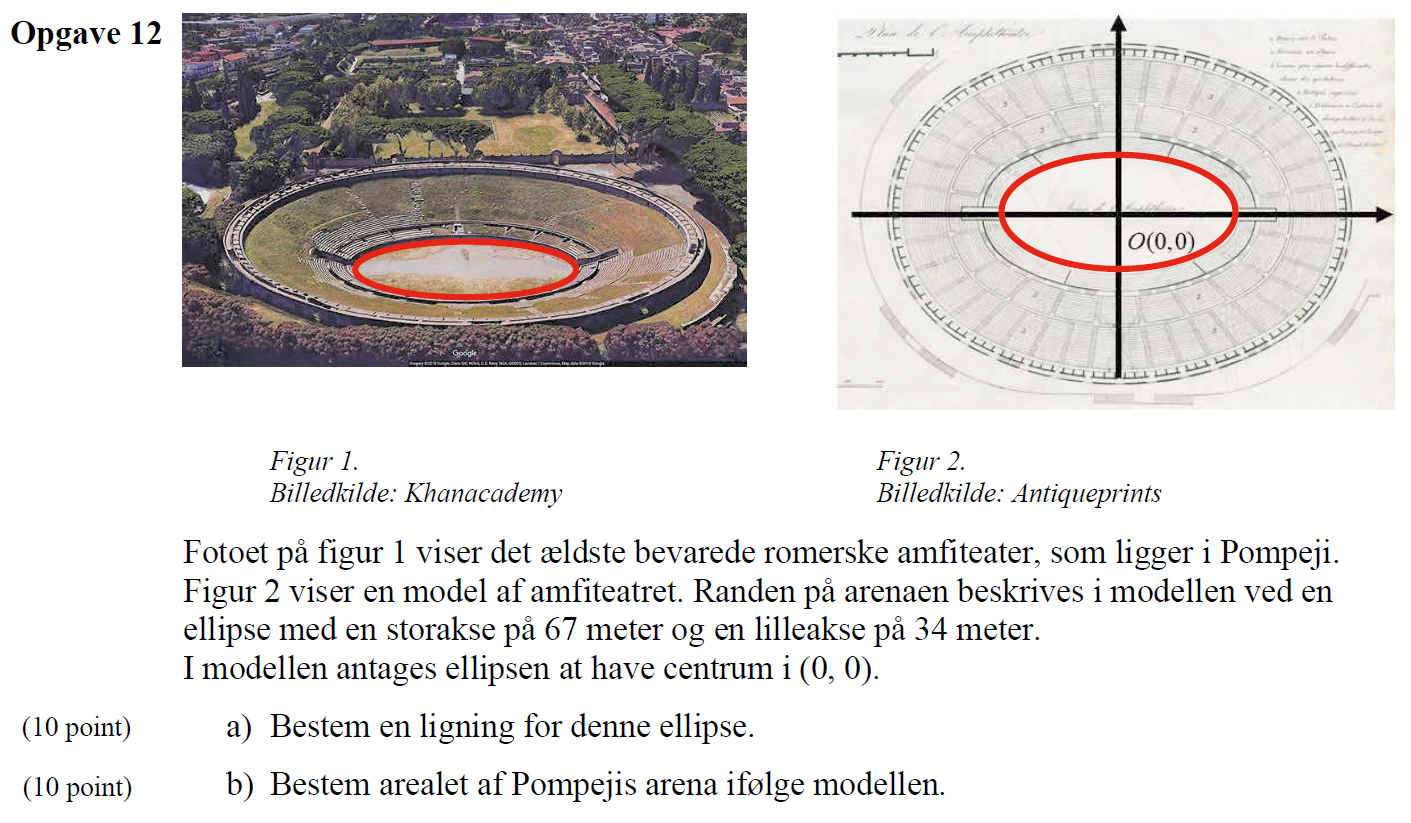 Opgave 12
Plan de l'Amphithéatre
O(0,0)
Google
Figur 1.
Billedkilde: Khanacademy
Figur 2.
Billedkilde: Antiqueprints
Fotoet på figur 1 viser det ældste bevarede romerske amfiteater, som ligger i Pompeji.
Figur 2 viser en model af amfiteatret. Randen på arenaen beskrives i modellen ved en
ellipse med en storakse på 67 meter og en lilleakse på 34 meter.
I modellen antages ellipsen at have centrum i (0, 0).
(10 point) a) Bestem en ligning for denne ellipse.
(10 point) b) Bestem arealet af Pompejis arena ifølge modellen.